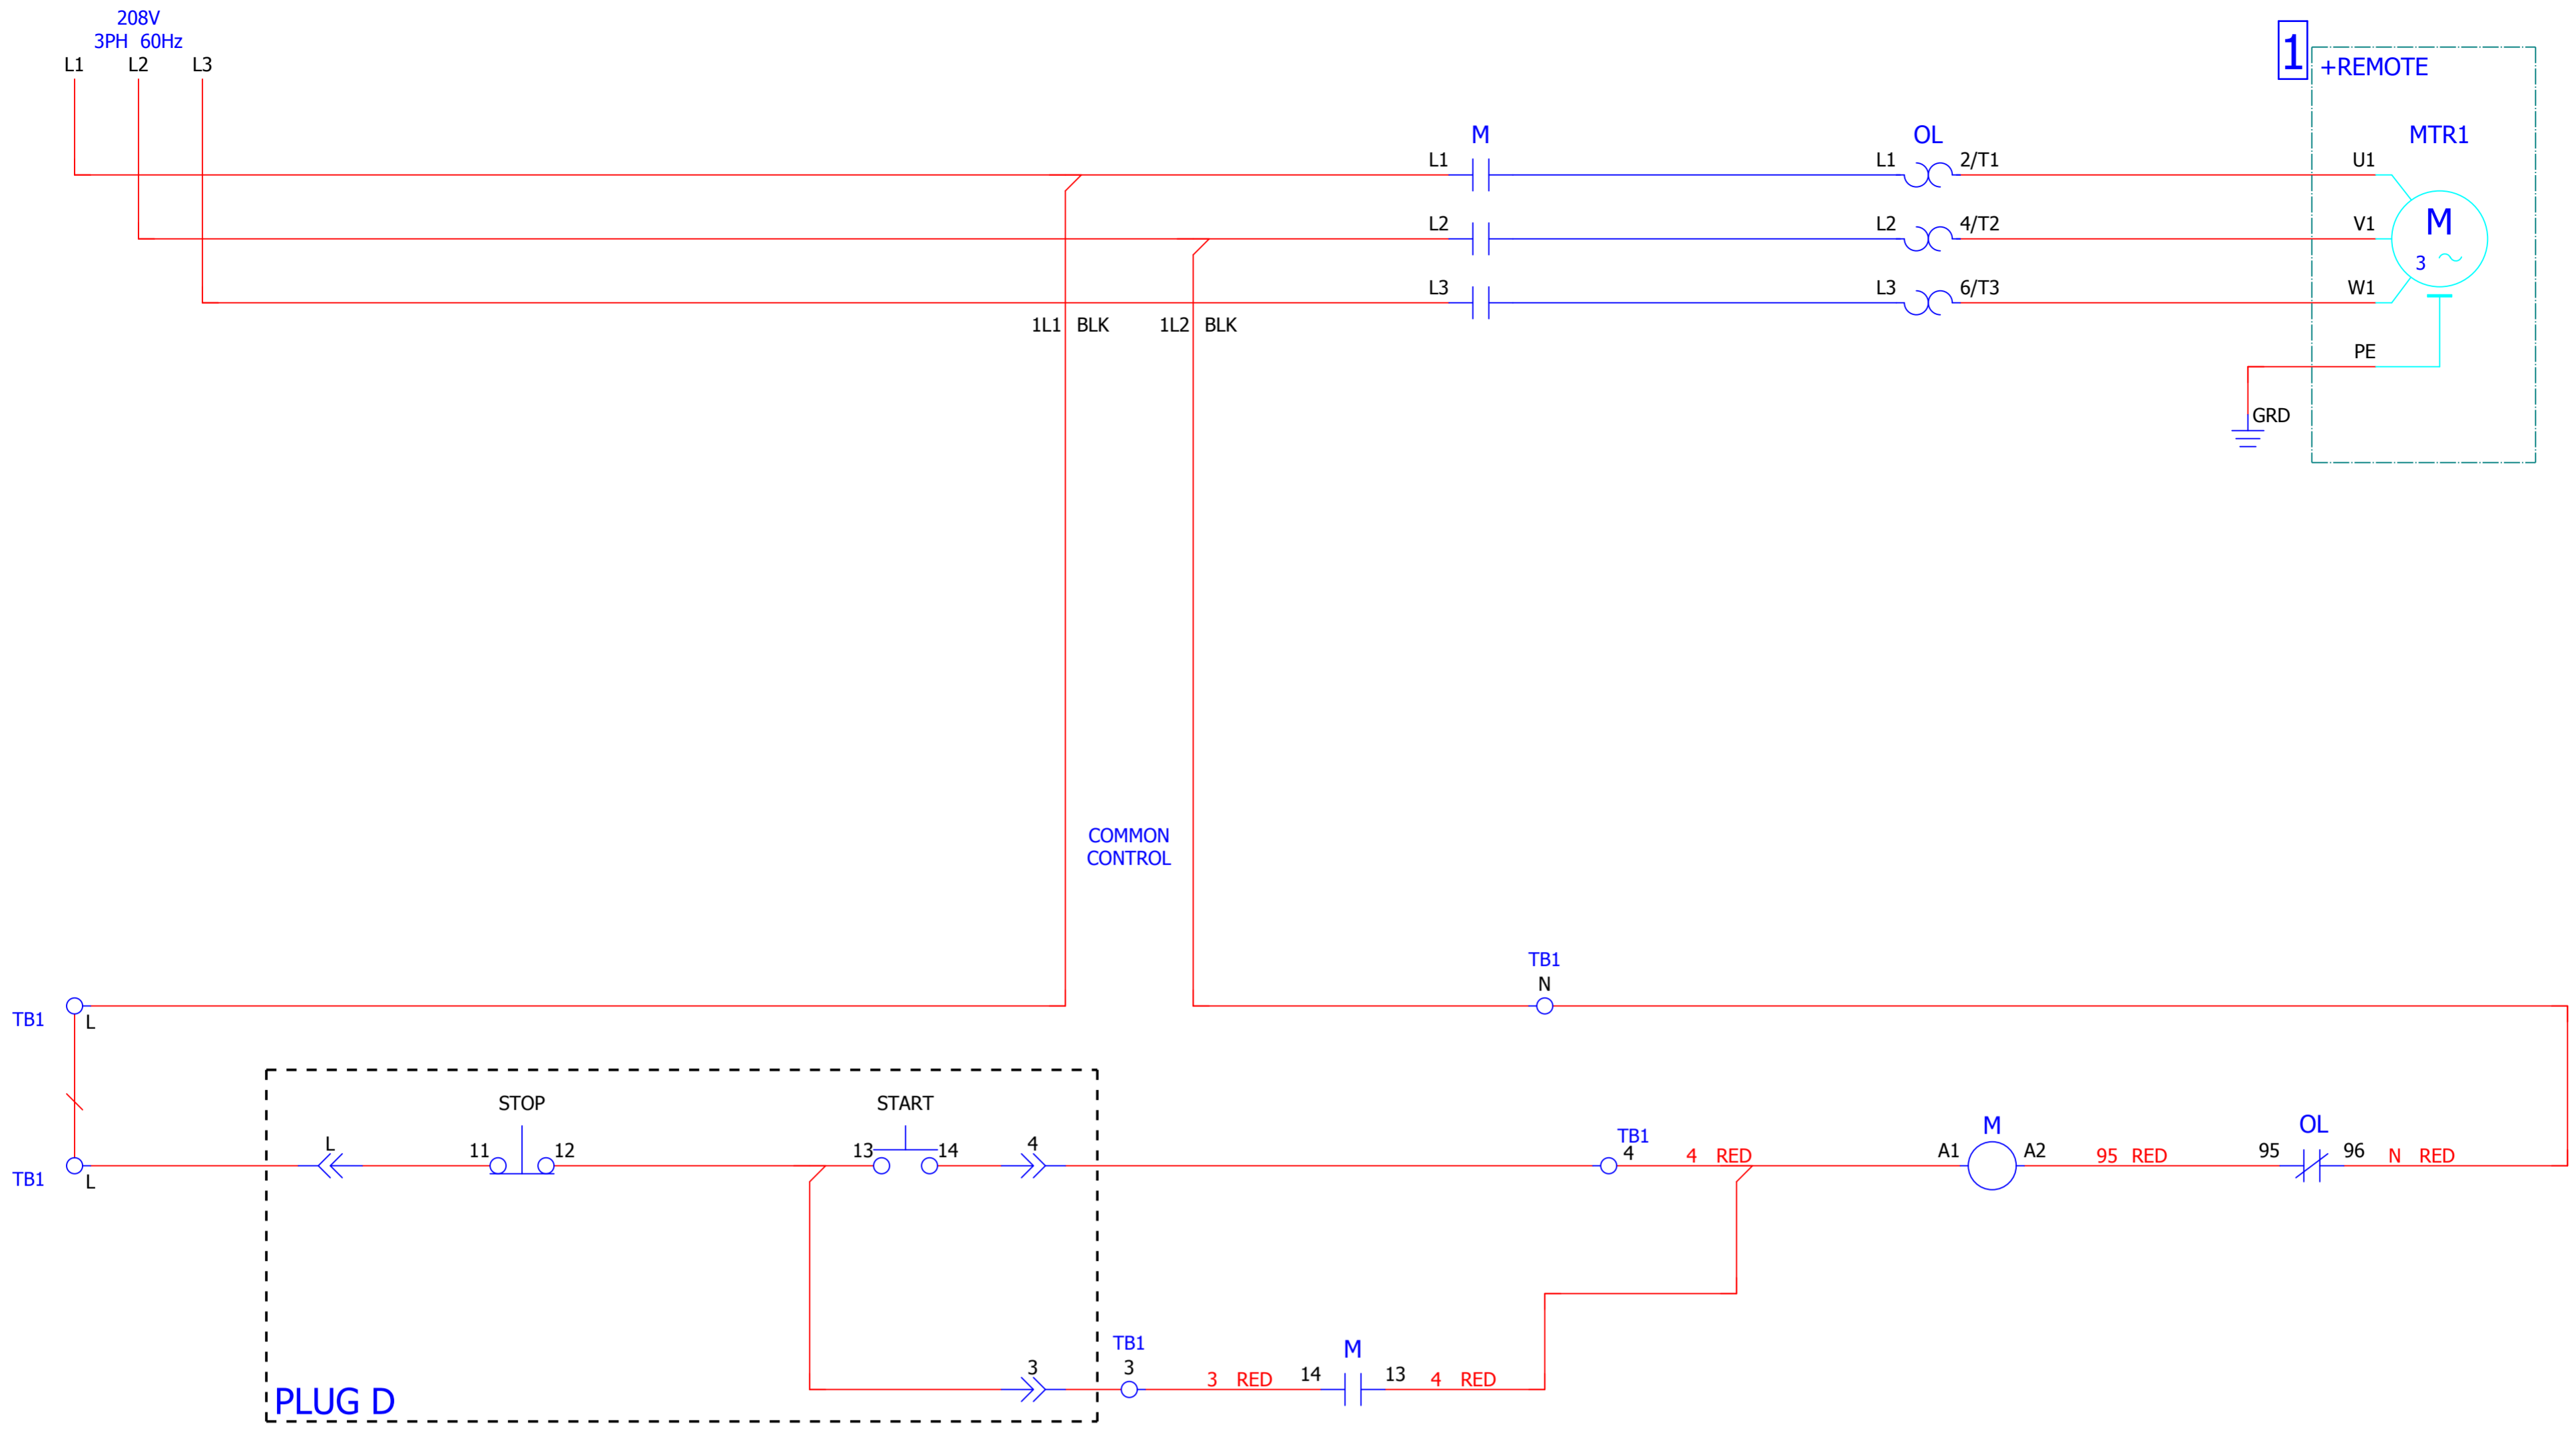 208V
3PH 60Hz
L1 L2 L3
1
+REMOTE
M OL MTR1
L1 L1 2/T1 U1
L2 L2 4/T2 V1
M
3
L3 L3 6/T3 W1
1L1 BLK 1L2 BLK
PE
GRD
COMMON
CONTROL
TB1
N
TB1 L
STOP START
L 11 12 13 14 4
TB1
4 4 RED
M
A1 A2 95 RED
OL
95 96 N RED
TB1 L
TB1
3 3 3 RED
M
14 13 4 RED
PLUG D